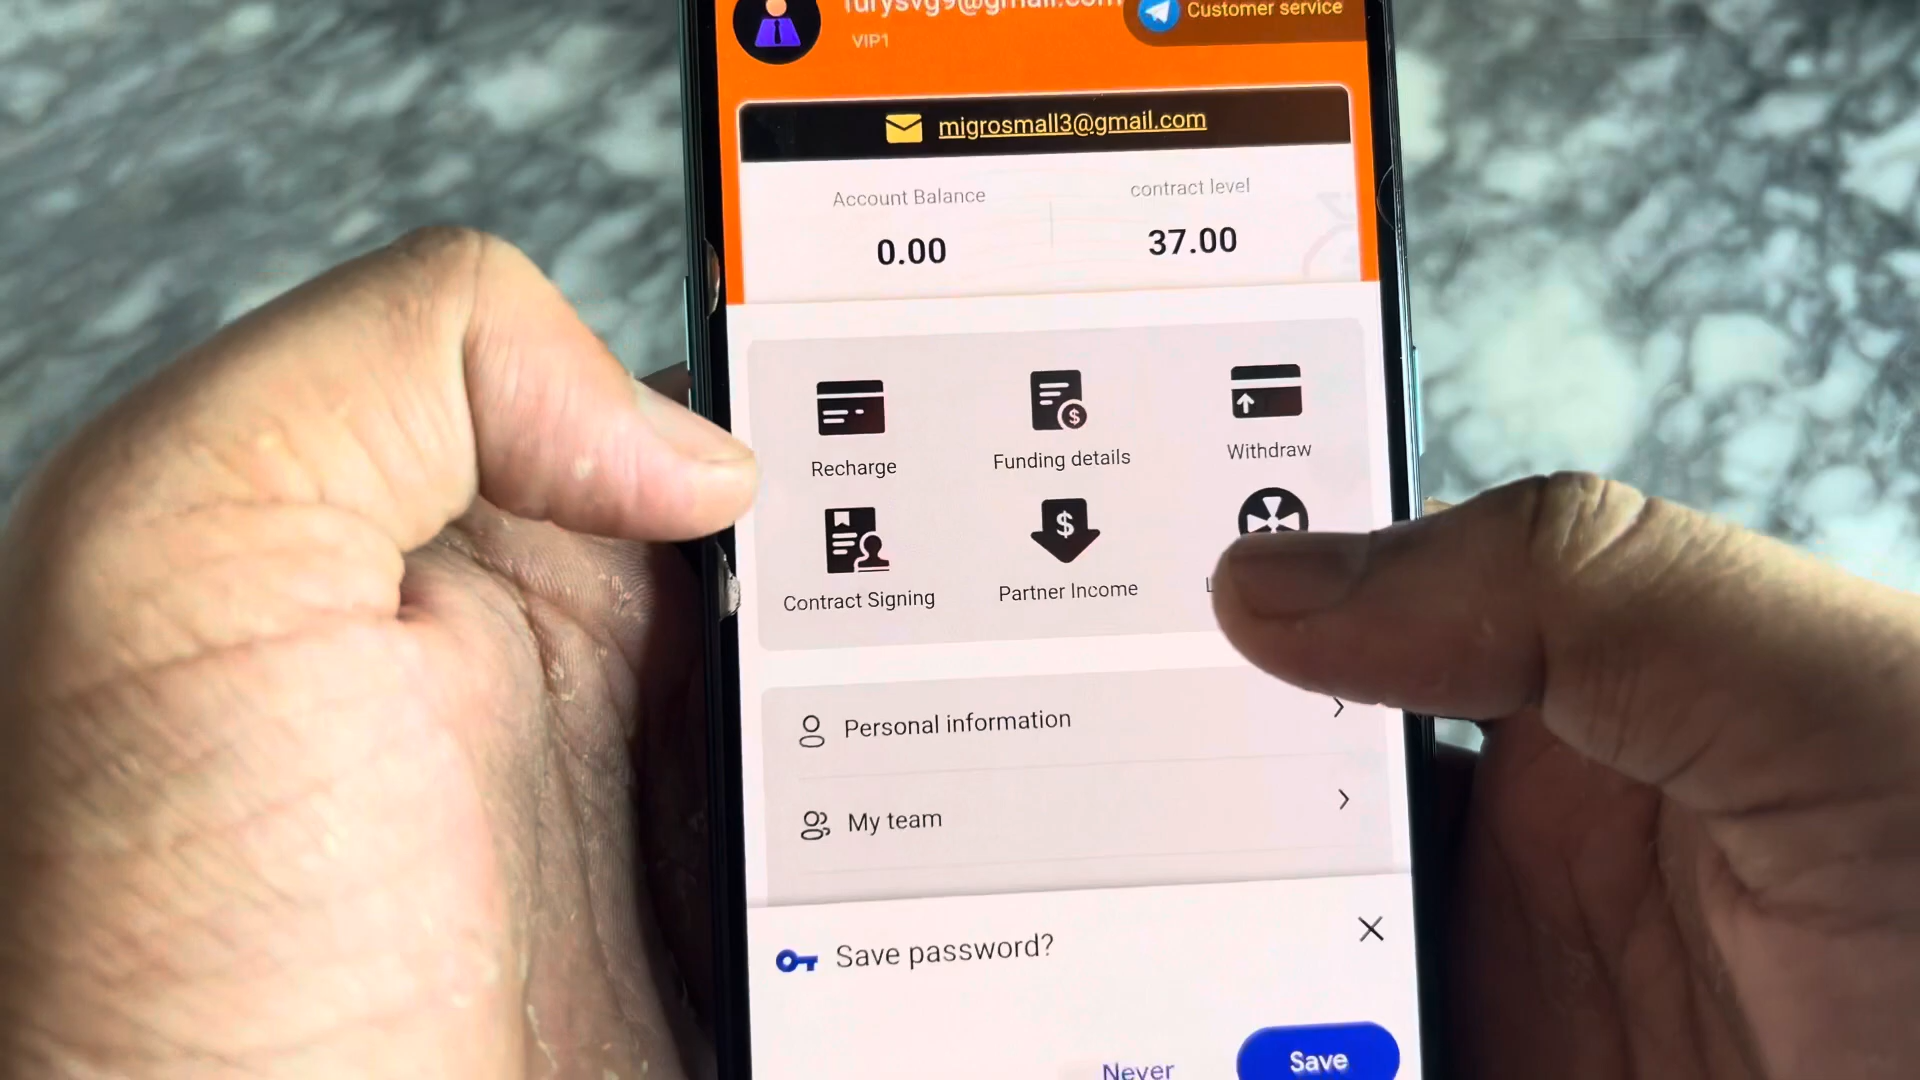 Customer service
VIP1
migrosmall3@gmail.com
Account Balance
contract level
0.00
37.00
Recharge
Funding details
Withdraw
Contract Signing
Partner Income
Personal information
My team
Save password?
Never
Save